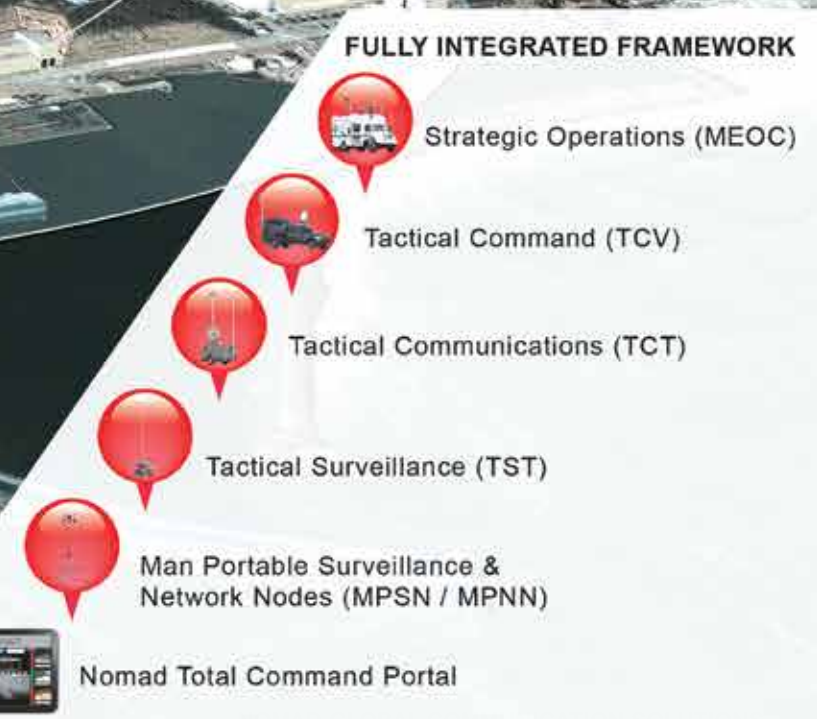 FULLY INTEGRATED FRAMEWORK
Strategic Operations (MEOC)
Tactical Command (TCV)
Tactical Communications (TCT)
Tactical Surveillance (TST)
Man Portable Surveillance &
Network Nodes (MPSN / MPNN)
Nomad Total Command Portal